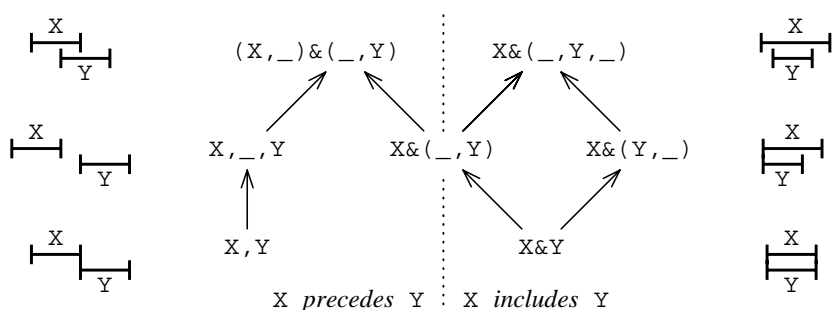 X
Y
(X,_)&(_,Y)
X&(_,Y,_)
X
Y
X
Y
X,_,Y
X&(_,Y)
X&(Y,_)
X
Y
X
Y
X,Y
X&Y
X
Y
X precedes Y
X includes Y